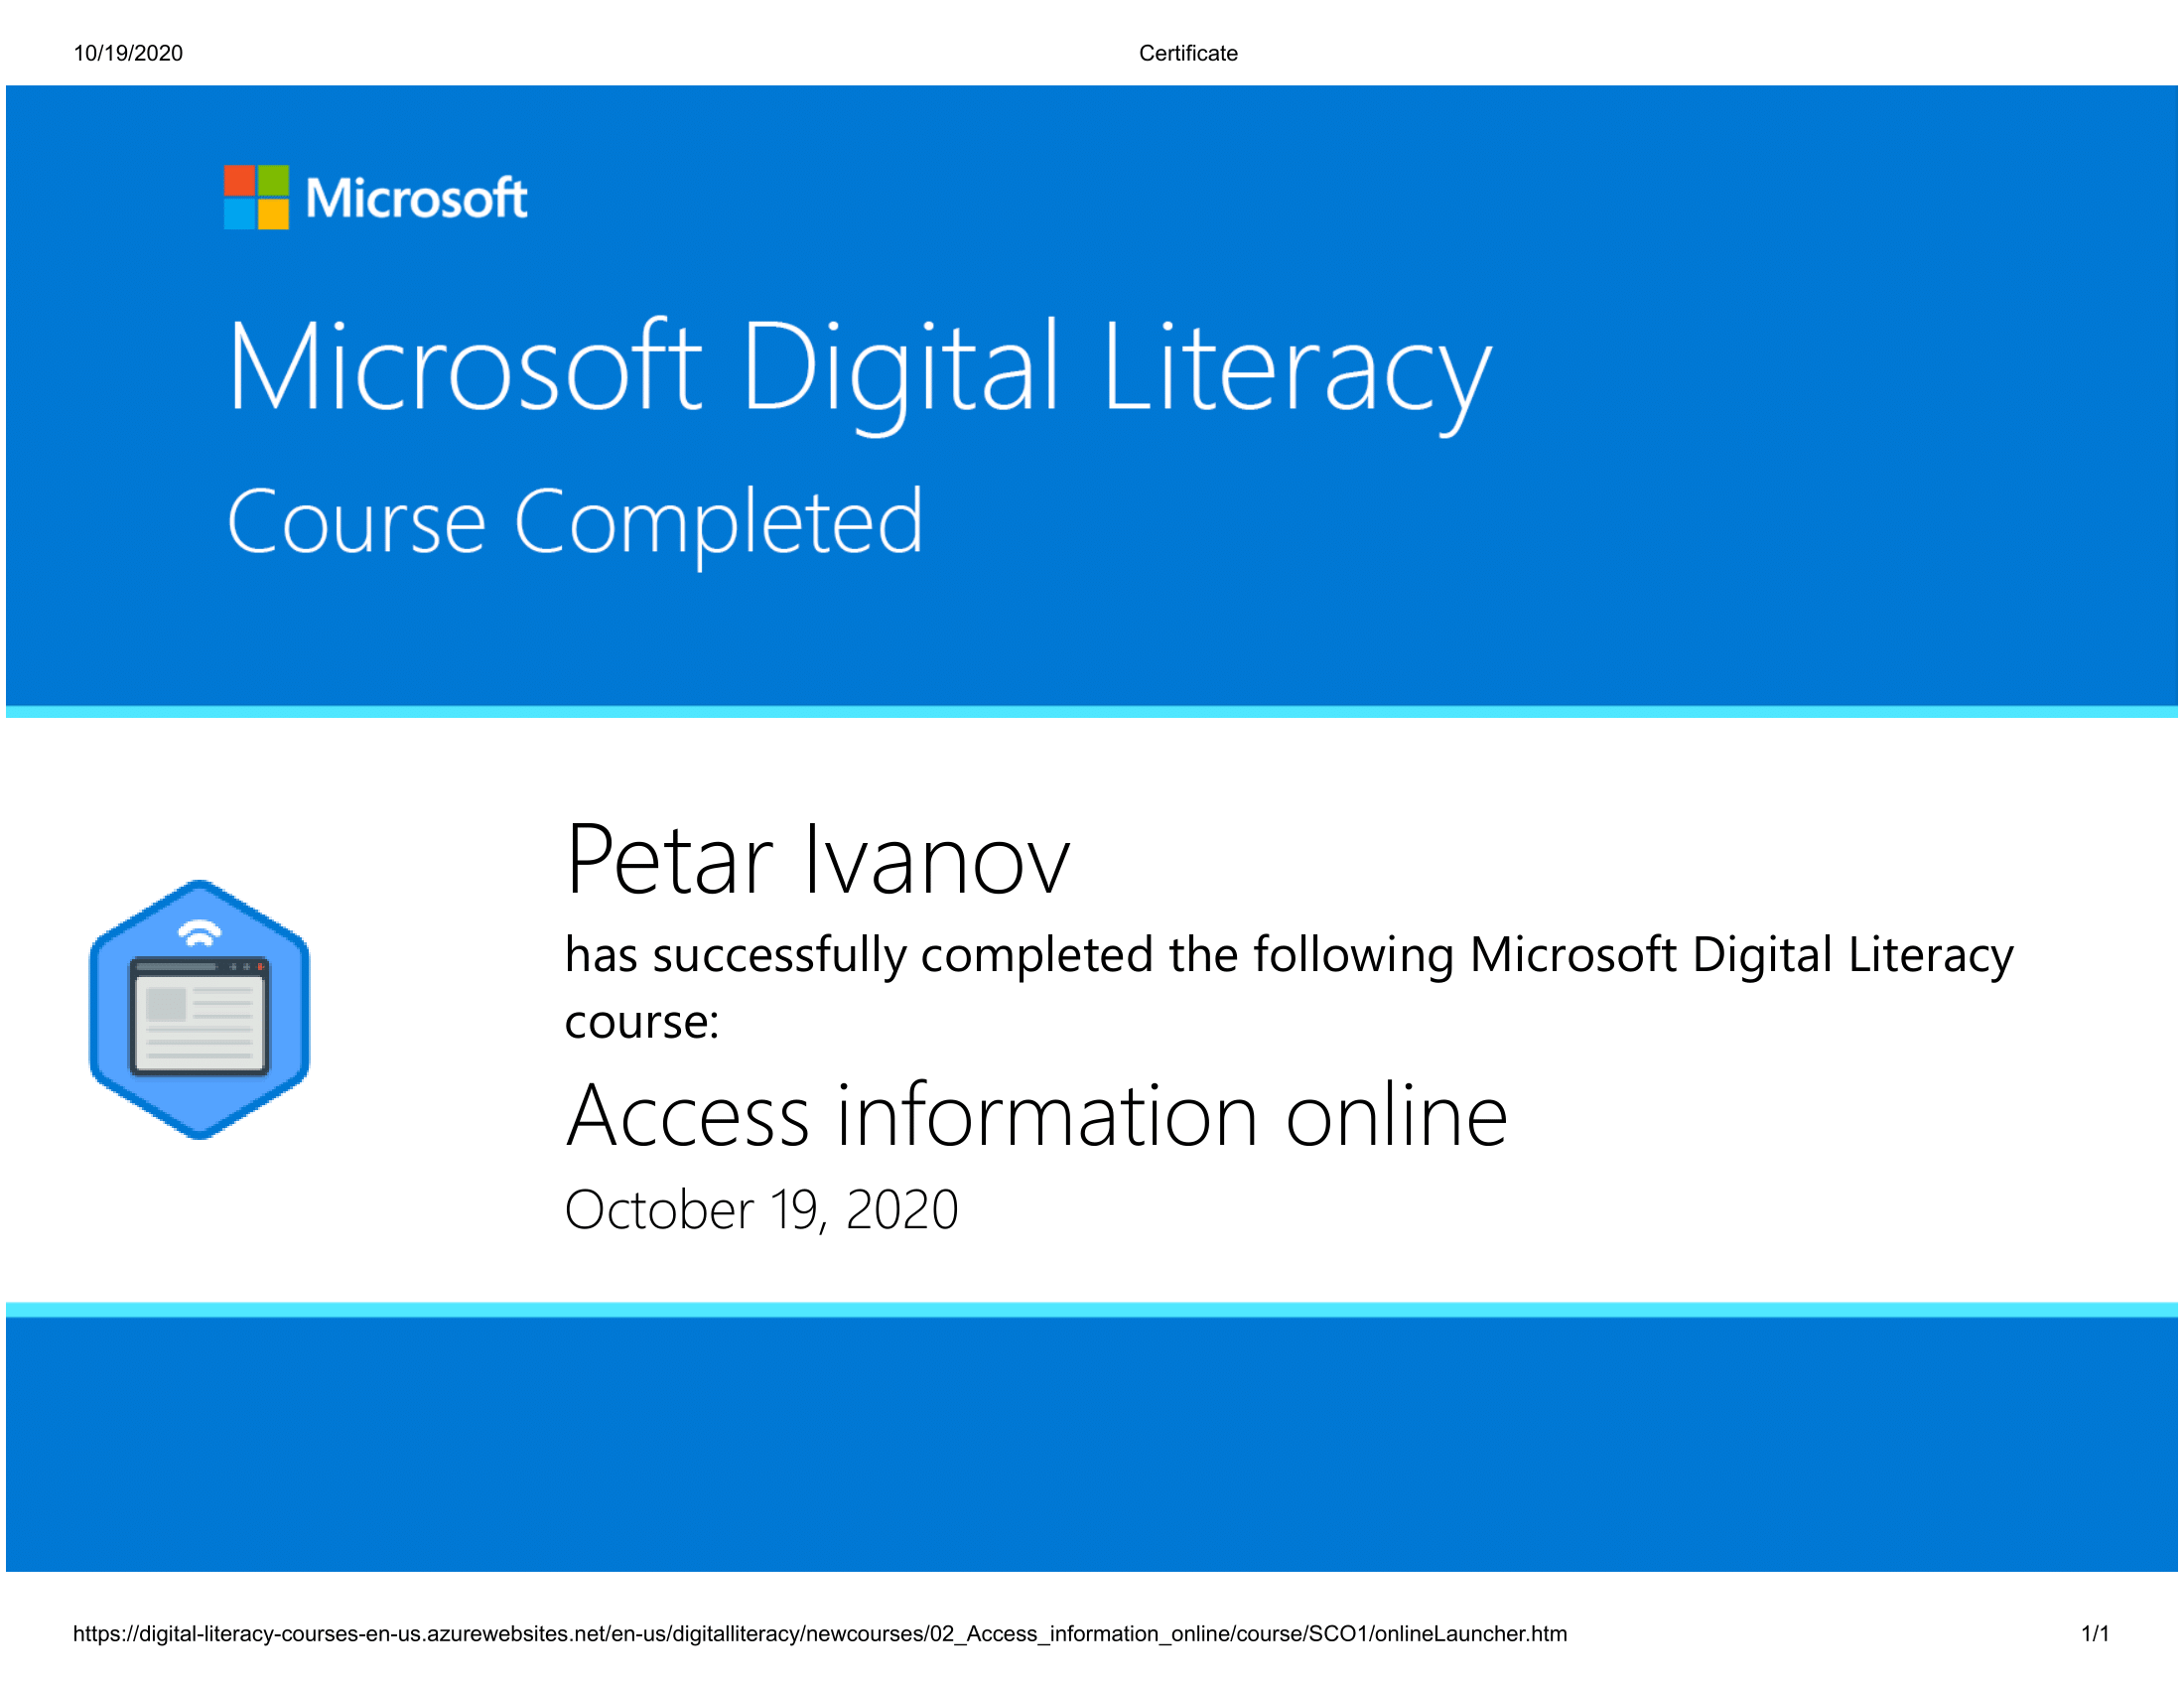 10/19/2020 Certificate
Microsoft
Microsoft Digital Literacy
Course Completed
Petar Ivanov
has successfully completed the following Microsoft Digital Literacy
course:
Access information online
October 19, 2020
https://digital-literacy-courses-en-us.azurewebsites.net/en-us/digitalliteracy/newcourses/02_Access_information_online/course/SCO1/onlineLauncher.htm 1/1